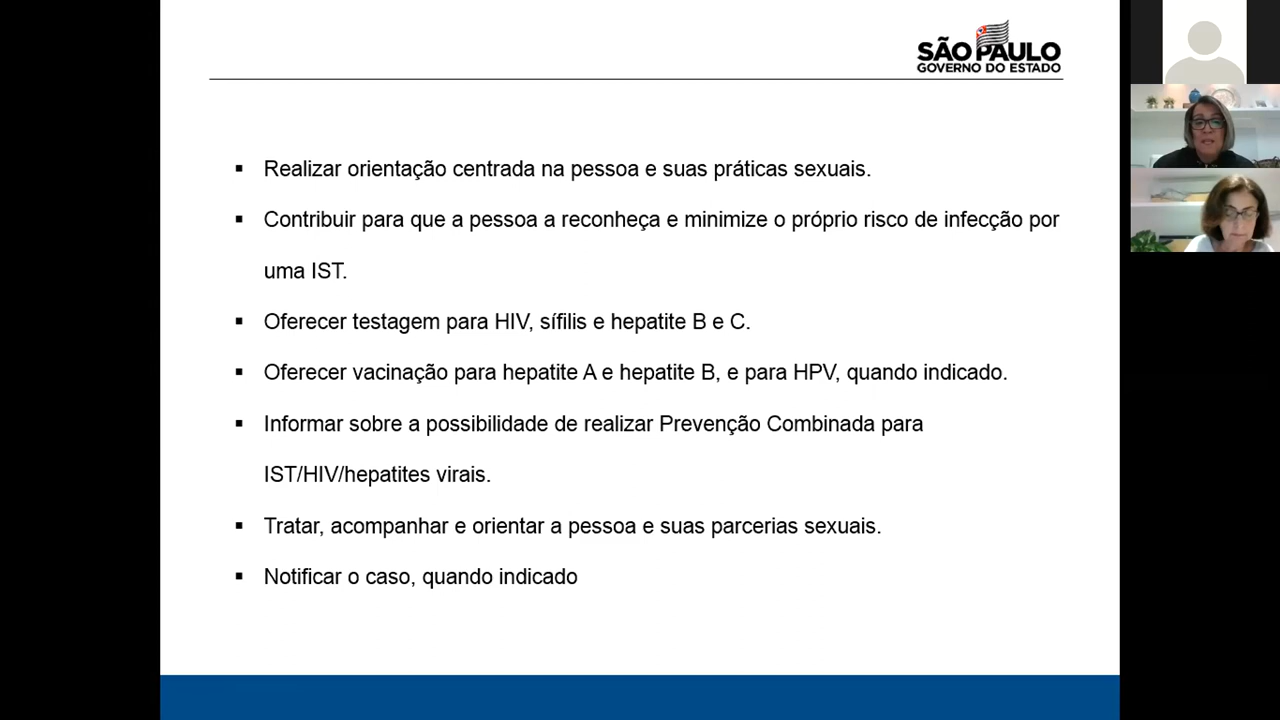 SÃO PAULO
GOVERNO DO ESTADO
▪ Realizar orientação centrada na pessoa e suas práticas sexuais.
▪ Contribuir para que a pessoa a reconheça e minimize o próprio risco de infecção por
uma IST.
▪ Oferecer testagem para HIV, sífilis e hepatite B e C.
▪ Oferecer vacinação para hepatite A e hepatite B, e para HPV, quando indicado.
▪ Informar sobre a possibilidade de realizar Prevenção Combinada para
IST/HIV/hepatites virais.
▪ Tratar, acompanhar e orientar a pessoa e suas parcerias sexuais.
▪ Notificar o caso, quando indicado